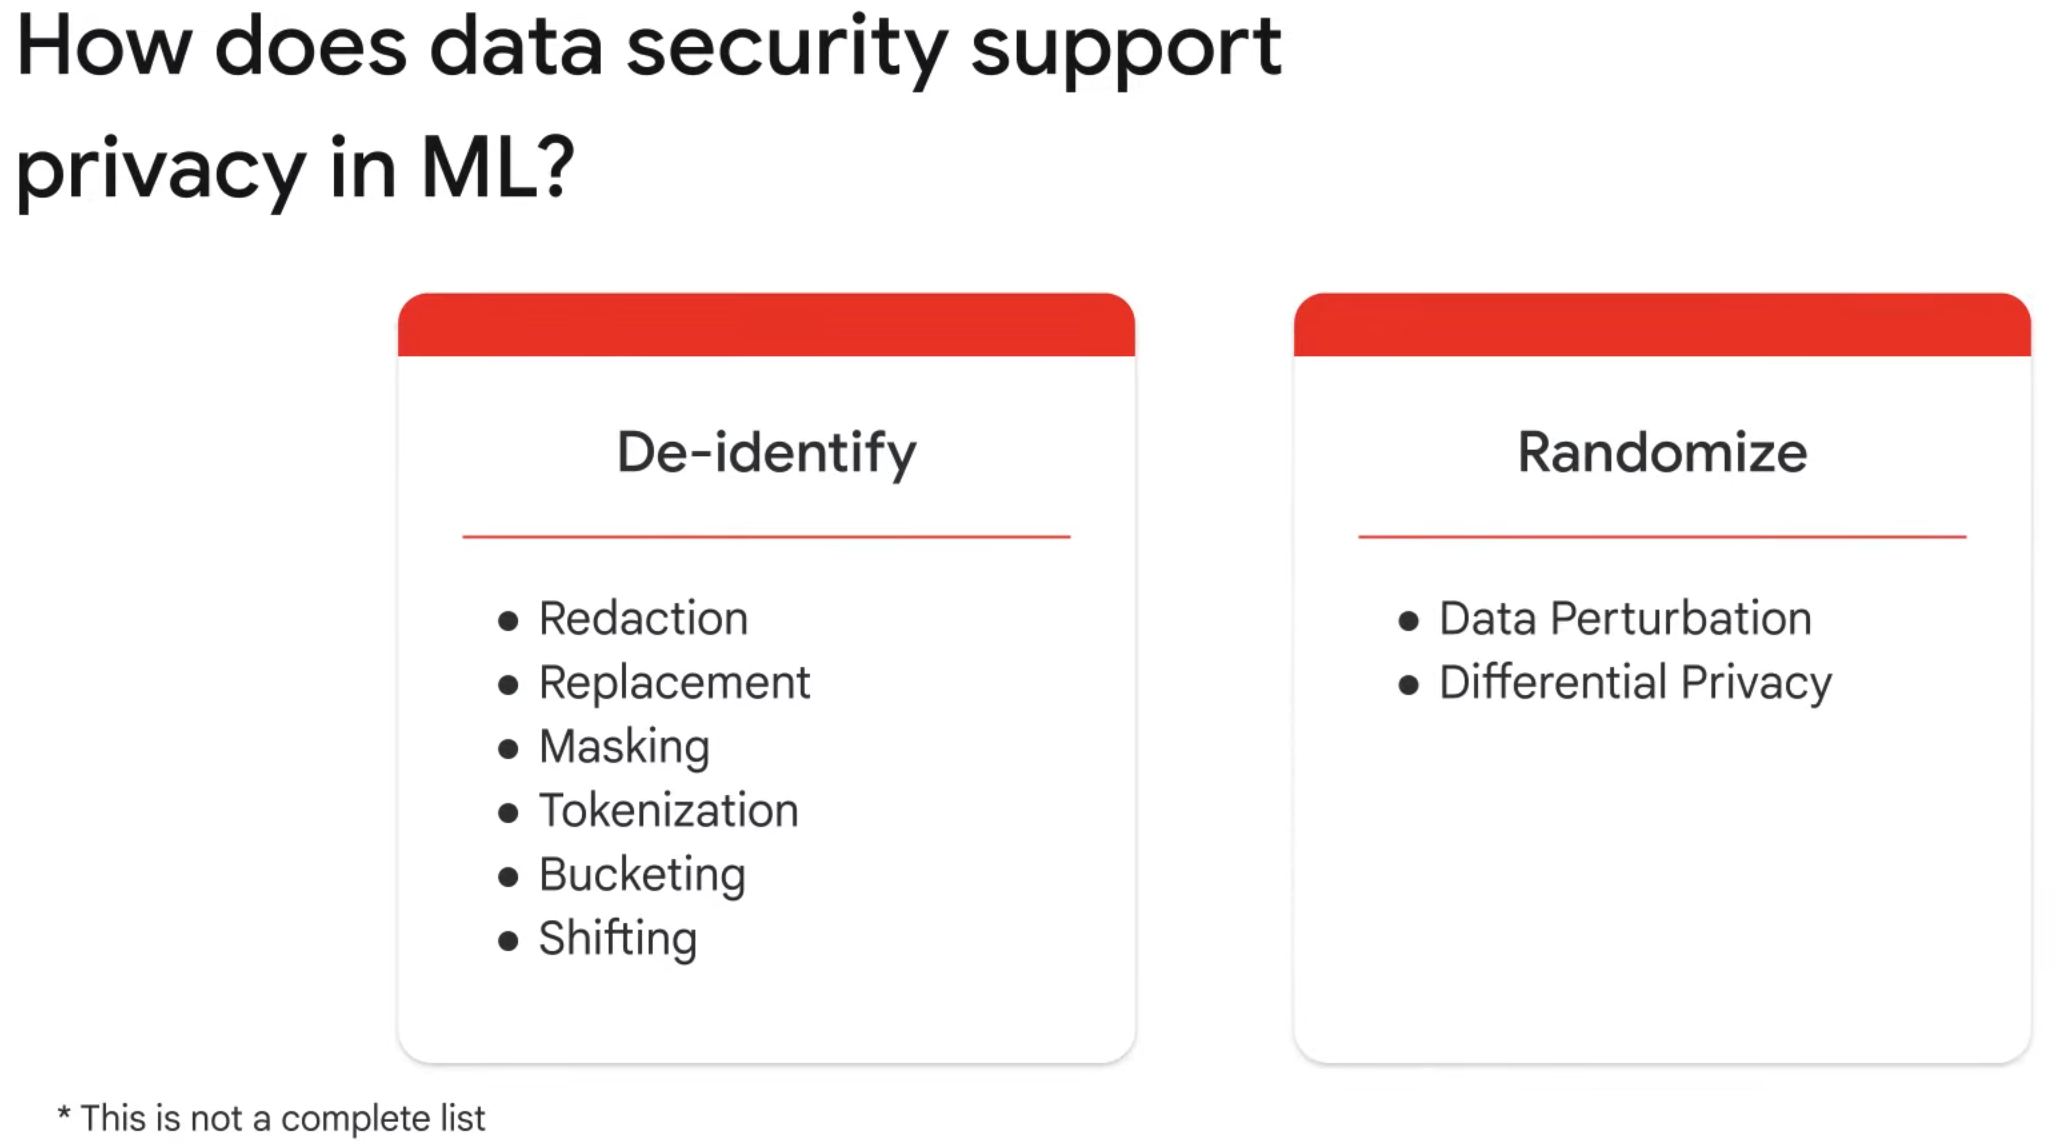 How does data security support
privacy in ML?
De-identify
● Redaction
● Replacement
● Masking
● Tokenization
● Bucketing
● Shifting
Randomize
● Data Perturbation
● Differential Privacy
* This is not a complete list